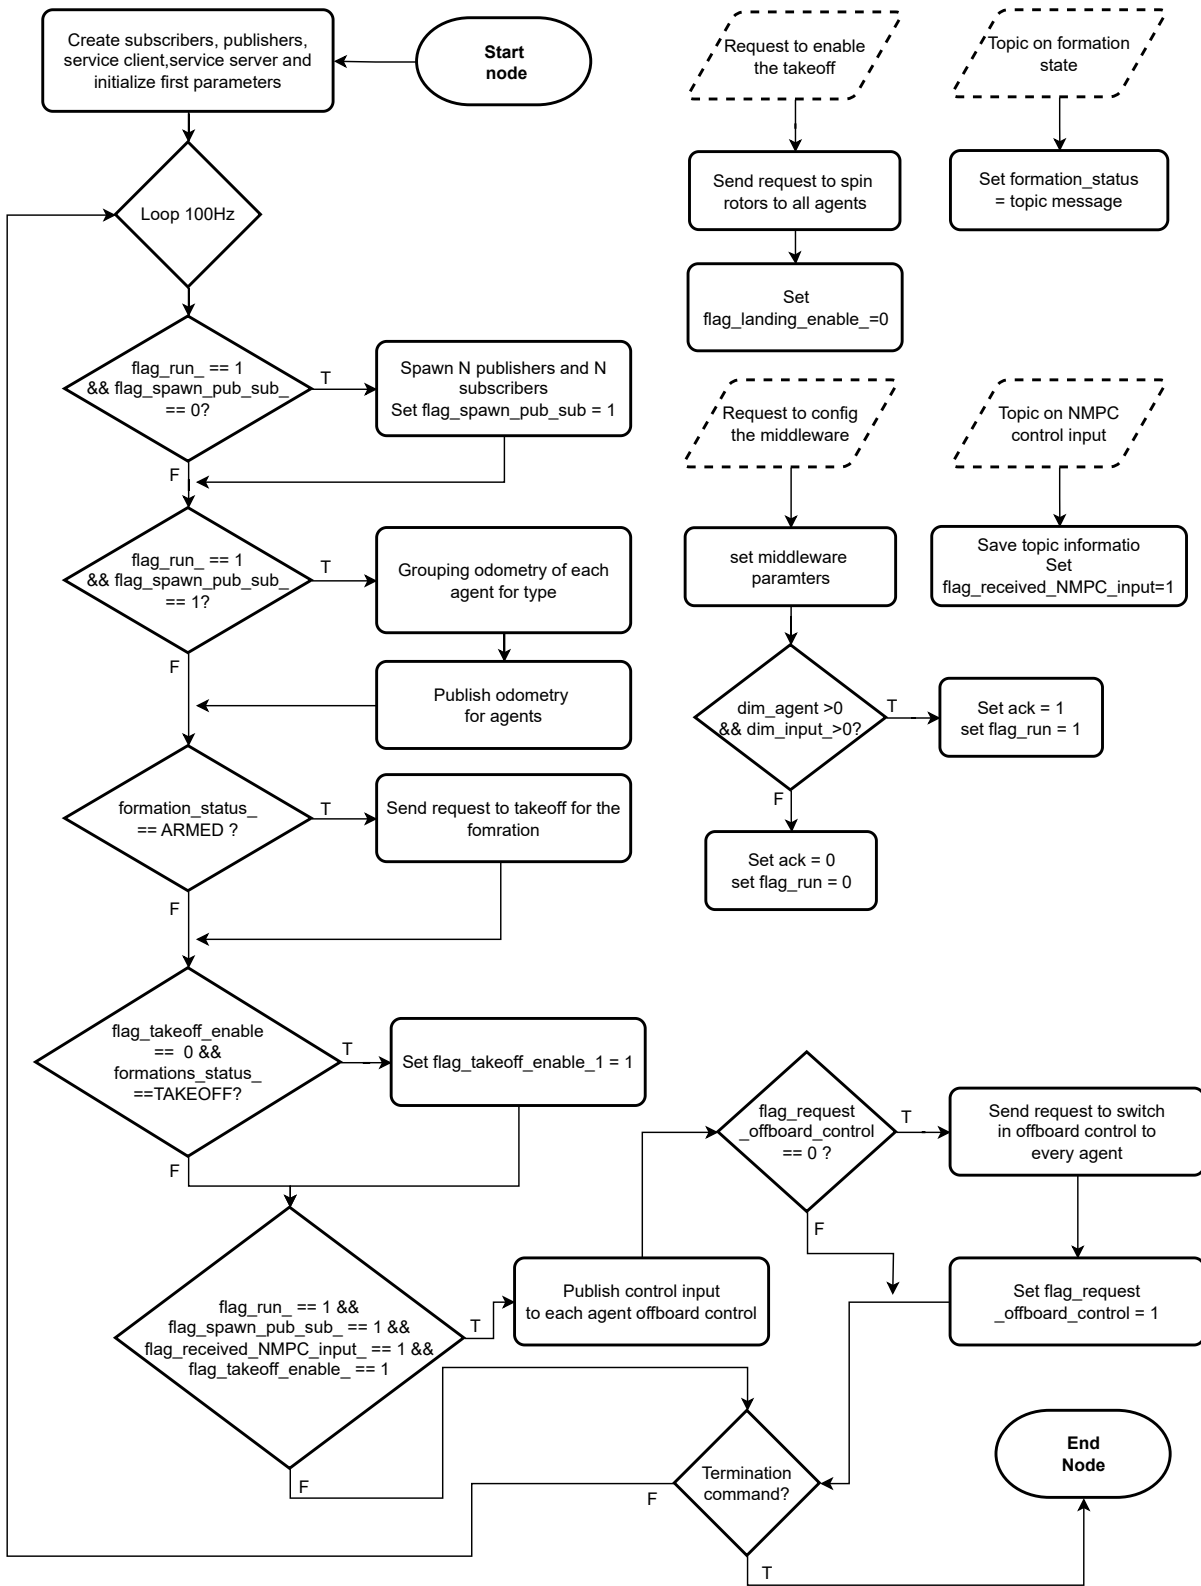 Create subscribers, publishers,
service client,service server and
initialize first parameters
Start
node
Loop 100Hz
flag_run_ == 1
&& flag_spawn_pub_sub_
== 0?
T
Spawn N publishers and N
subscribers
Set flag_spawn_pub_sub = 1
F
flag_run_ == 1
&& flag_spawn_pub_sub_
== 1?
T
Grouping odometry of each
agent for type
F
Publish odometry
for agents
formation_status_
== ARMED ?
T
Send request to takeoff for the
fomration
F
flag_takeoff_enable
== 0 &&
formations_status_
==TAKEOFF?
T
Set flag_takeoff_enable_1 = 1
F
flag_run_ == 1 &&
flag_spawn_pub_sub_ == 1 &&
flag_received_NMPC_input_ == 1 &&
flag_takeoff_enable_ == 1
T
Publish control input
to each agent offboard control
F
flag_request
_offboard_control
== 0 ?
T
Send request to switch
in offboard control to
every agent
F
Set flag_request
_offboard_control = 1
Termination
command?
F
T
End
Node
Request to enable
the takeoff
Send request to spin
rotors to all agents
Set
flag_landing_enable_=0
Topic on formation
state
Set formation_status
= topic message
Request to config
the middleware
set middleware
paramters
dim_agent >0
&& dim_input_>0?
T
Set ack = 1
set flag_run = 1
F
Set ack = 0
set flag_run = 0
Topic on NMPC
control input
Save topic informatio
Set
flag_received_NMPC_input=1